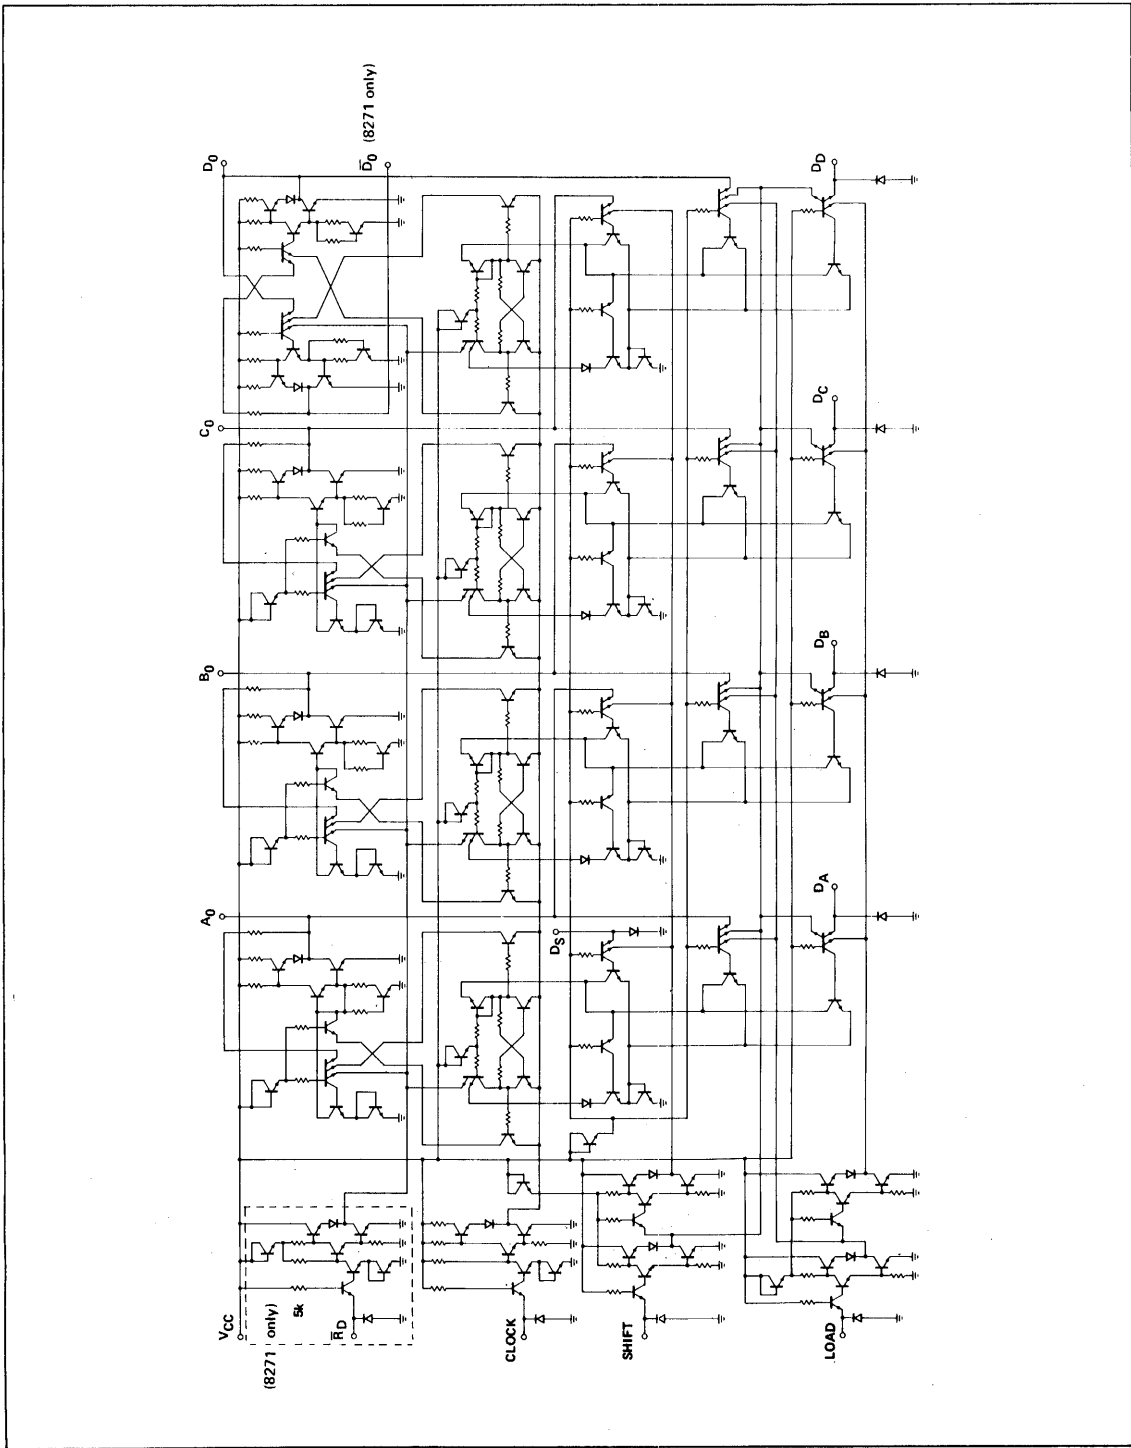 VCC
(8271 only)
5k
R̅D
CLOCK
SHIFT
LOAD
A0
B0
C0
D0
D̅0 (8271 only)
DS
DA
DB
DC
DD